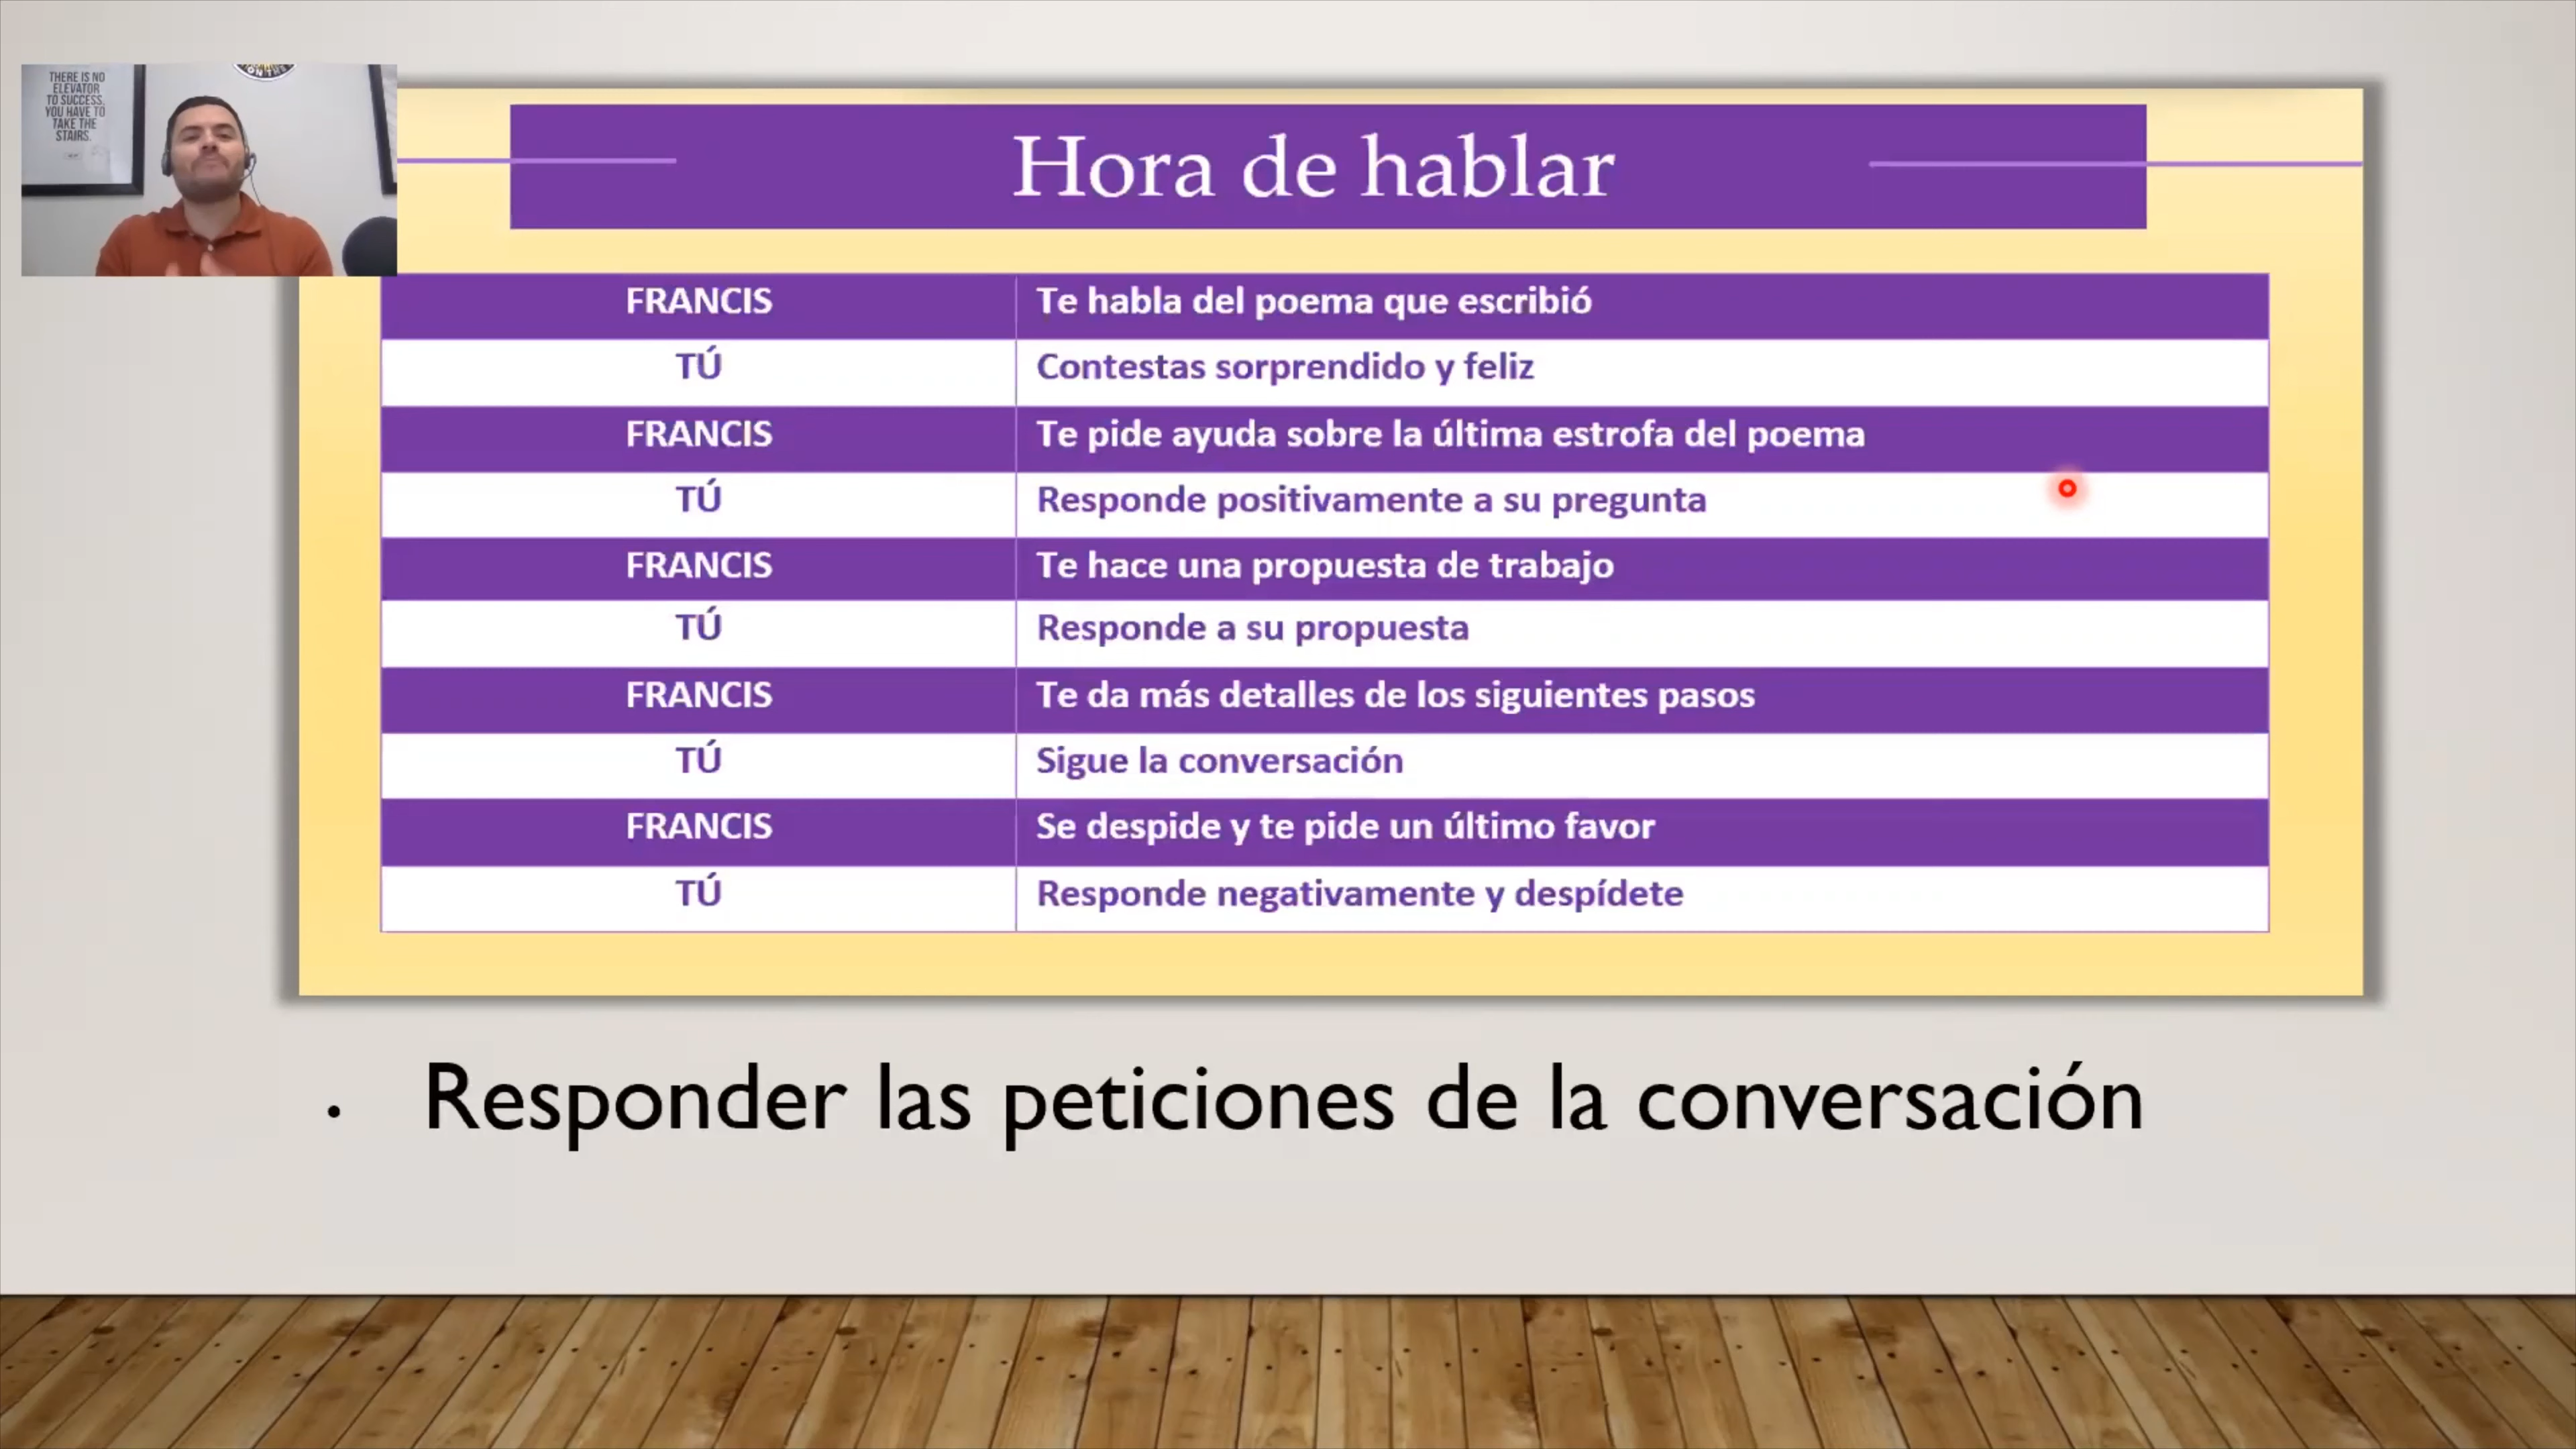 THERE IS NO
ELEVATOR
TO SUCCESS.
YOU HAVE TO
TAKE THE
STAIRS.
ON THE
Hora de hablar
FRANCIS Te habla del poema que escribió
TÚ Contestas sorprendido y feliz
FRANCIS Te pide ayuda sobre la última estrofa del poema
TÚ Responde positivamente a su pregunta
FRANCIS Te hace una propuesta de trabajo
TÚ Responde a su propuesta
FRANCIS Te da más detalles de los siguientes pasos
TÚ Sigue la conversación
FRANCIS Se despide y te pide un último favor
TÚ Responde negativamente y despídete
• Responder las peticiones de la conversación